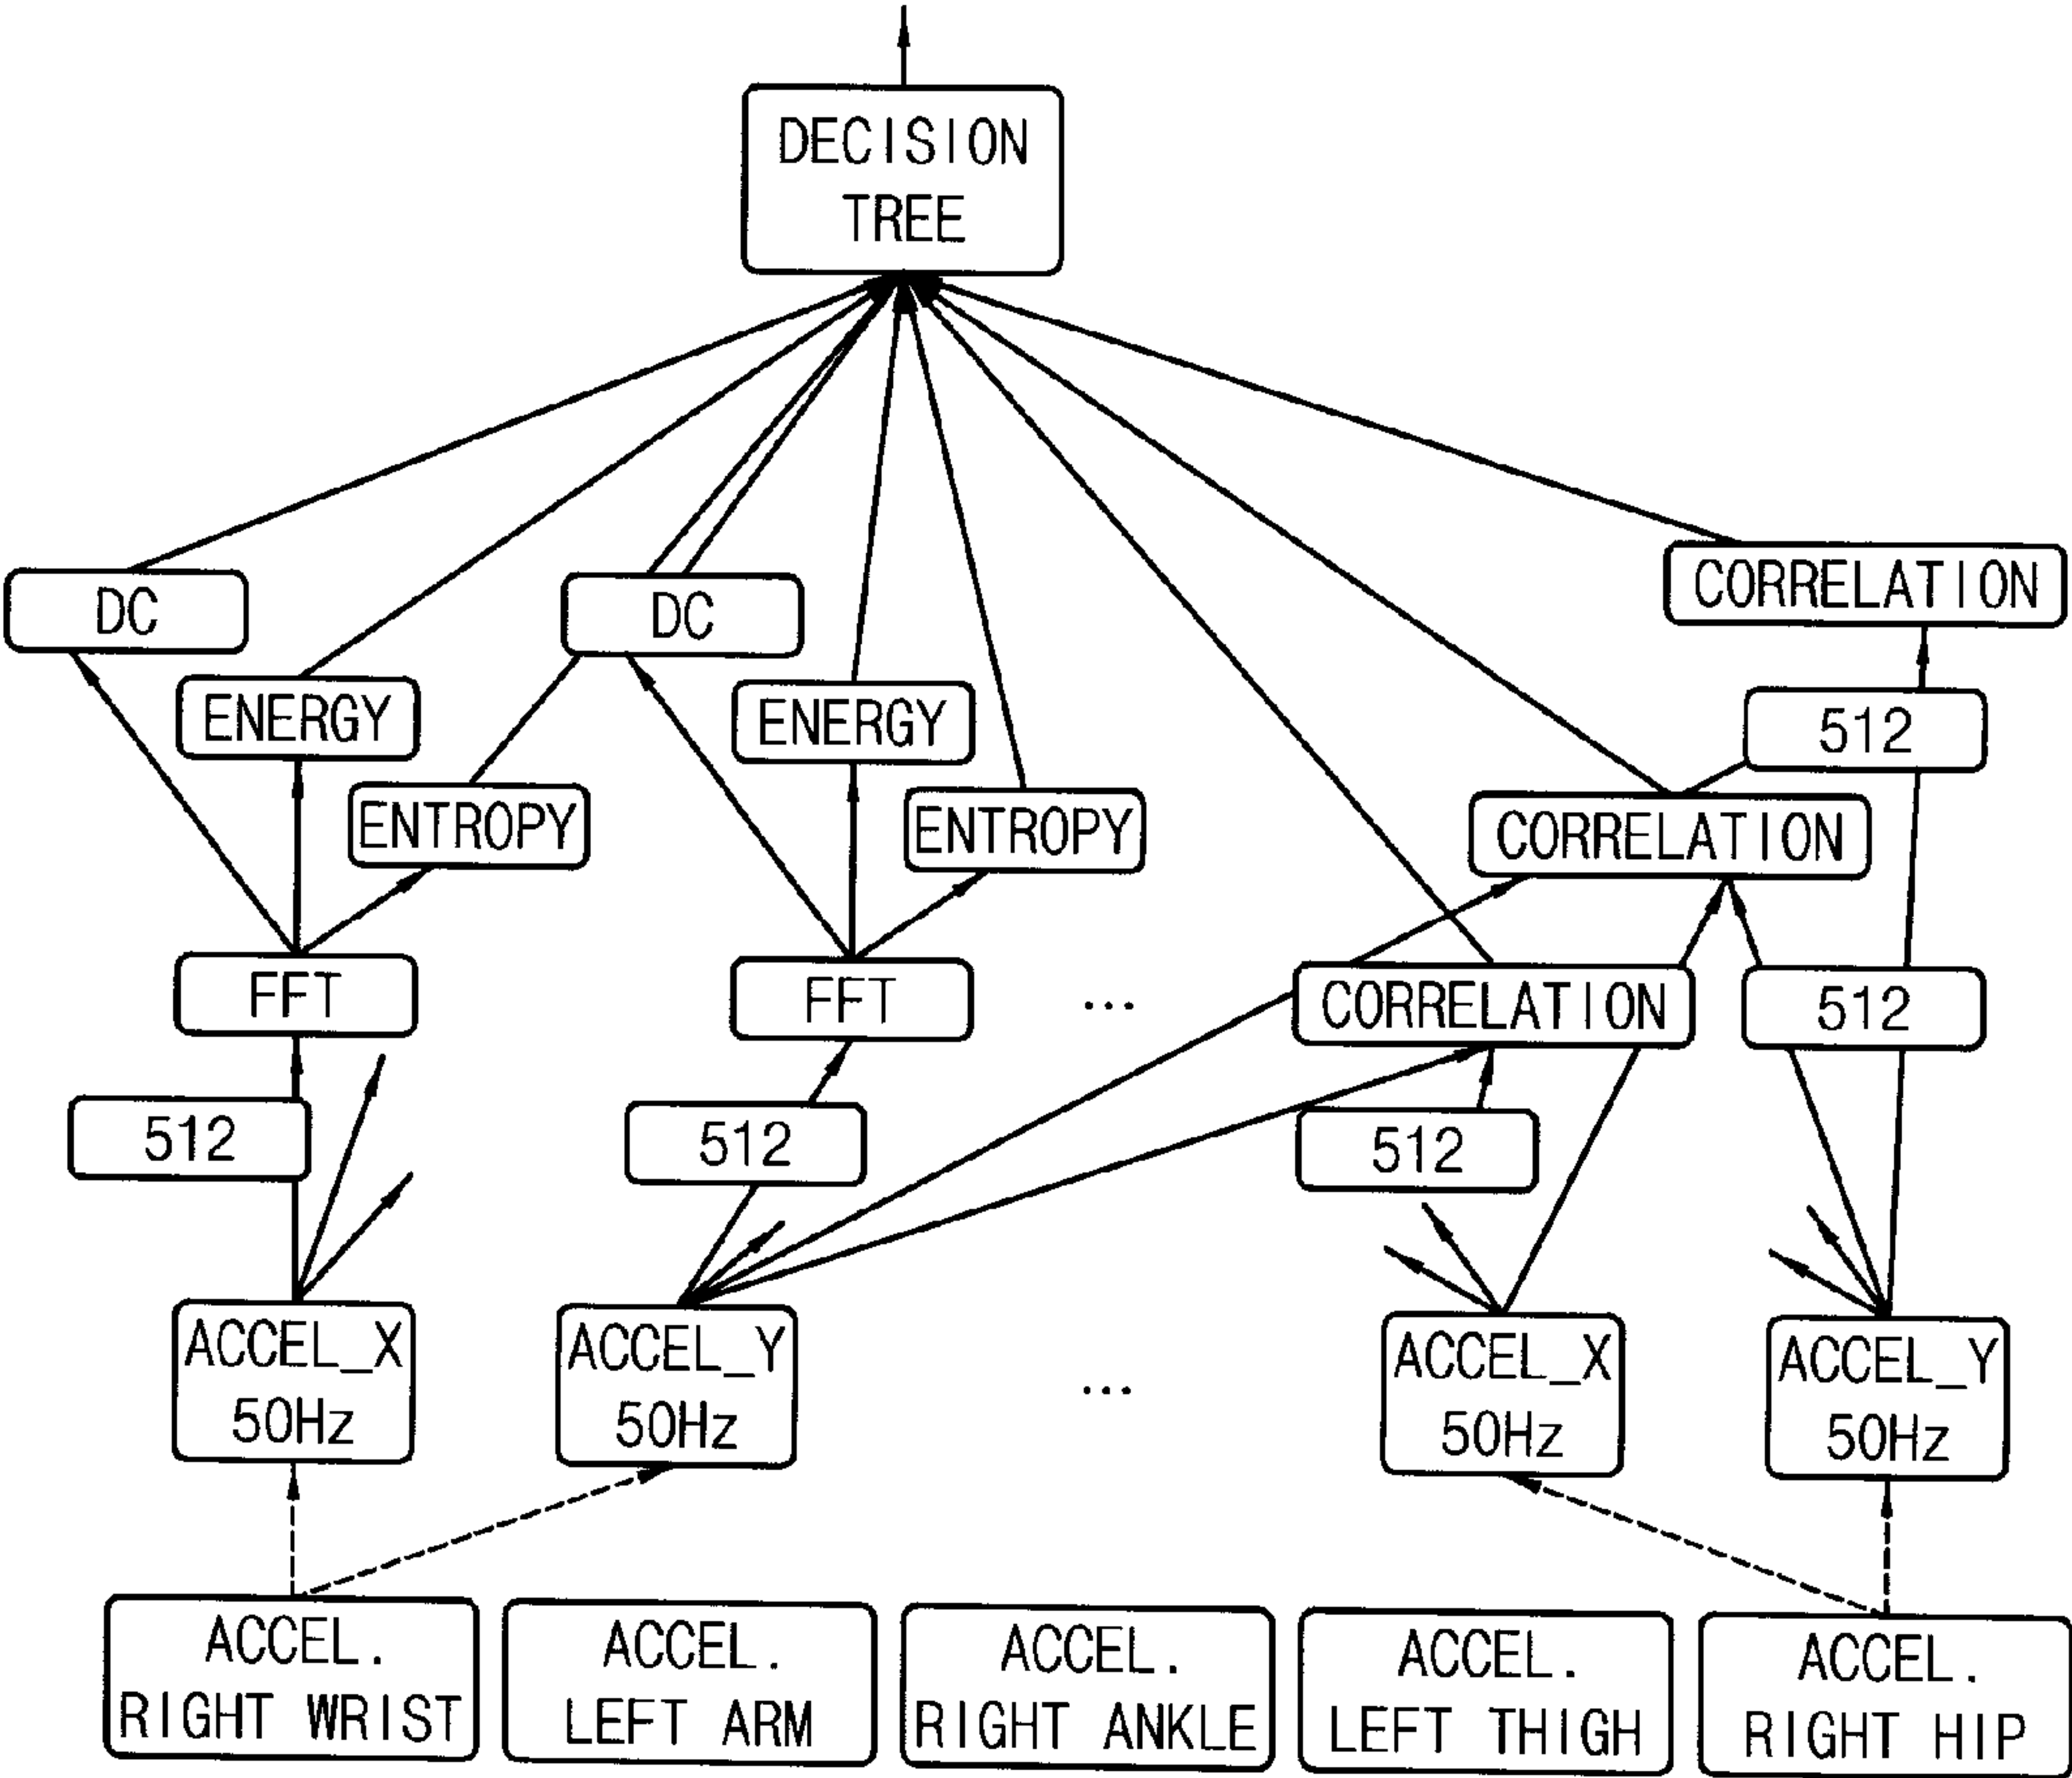 DECISION
TREE
DC
DC
CORRELATION
ENERGY
ENERGY
512
ENTROPY
ENTROPY
CORRELATION
FFT
FFT
...
CORRELATION
512
512
512
512
ACCEL_X
50Hz
ACCEL_Y
50Hz
...
ACCEL_X
50Hz
ACCEL_Y
50Hz
ACCEL.
RIGHT WRIST
ACCEL.
LEFT ARM
ACCEL.
RIGHT ANKLE
ACCEL.
LEFT THIGH
ACCEL.
RIGHT HIP